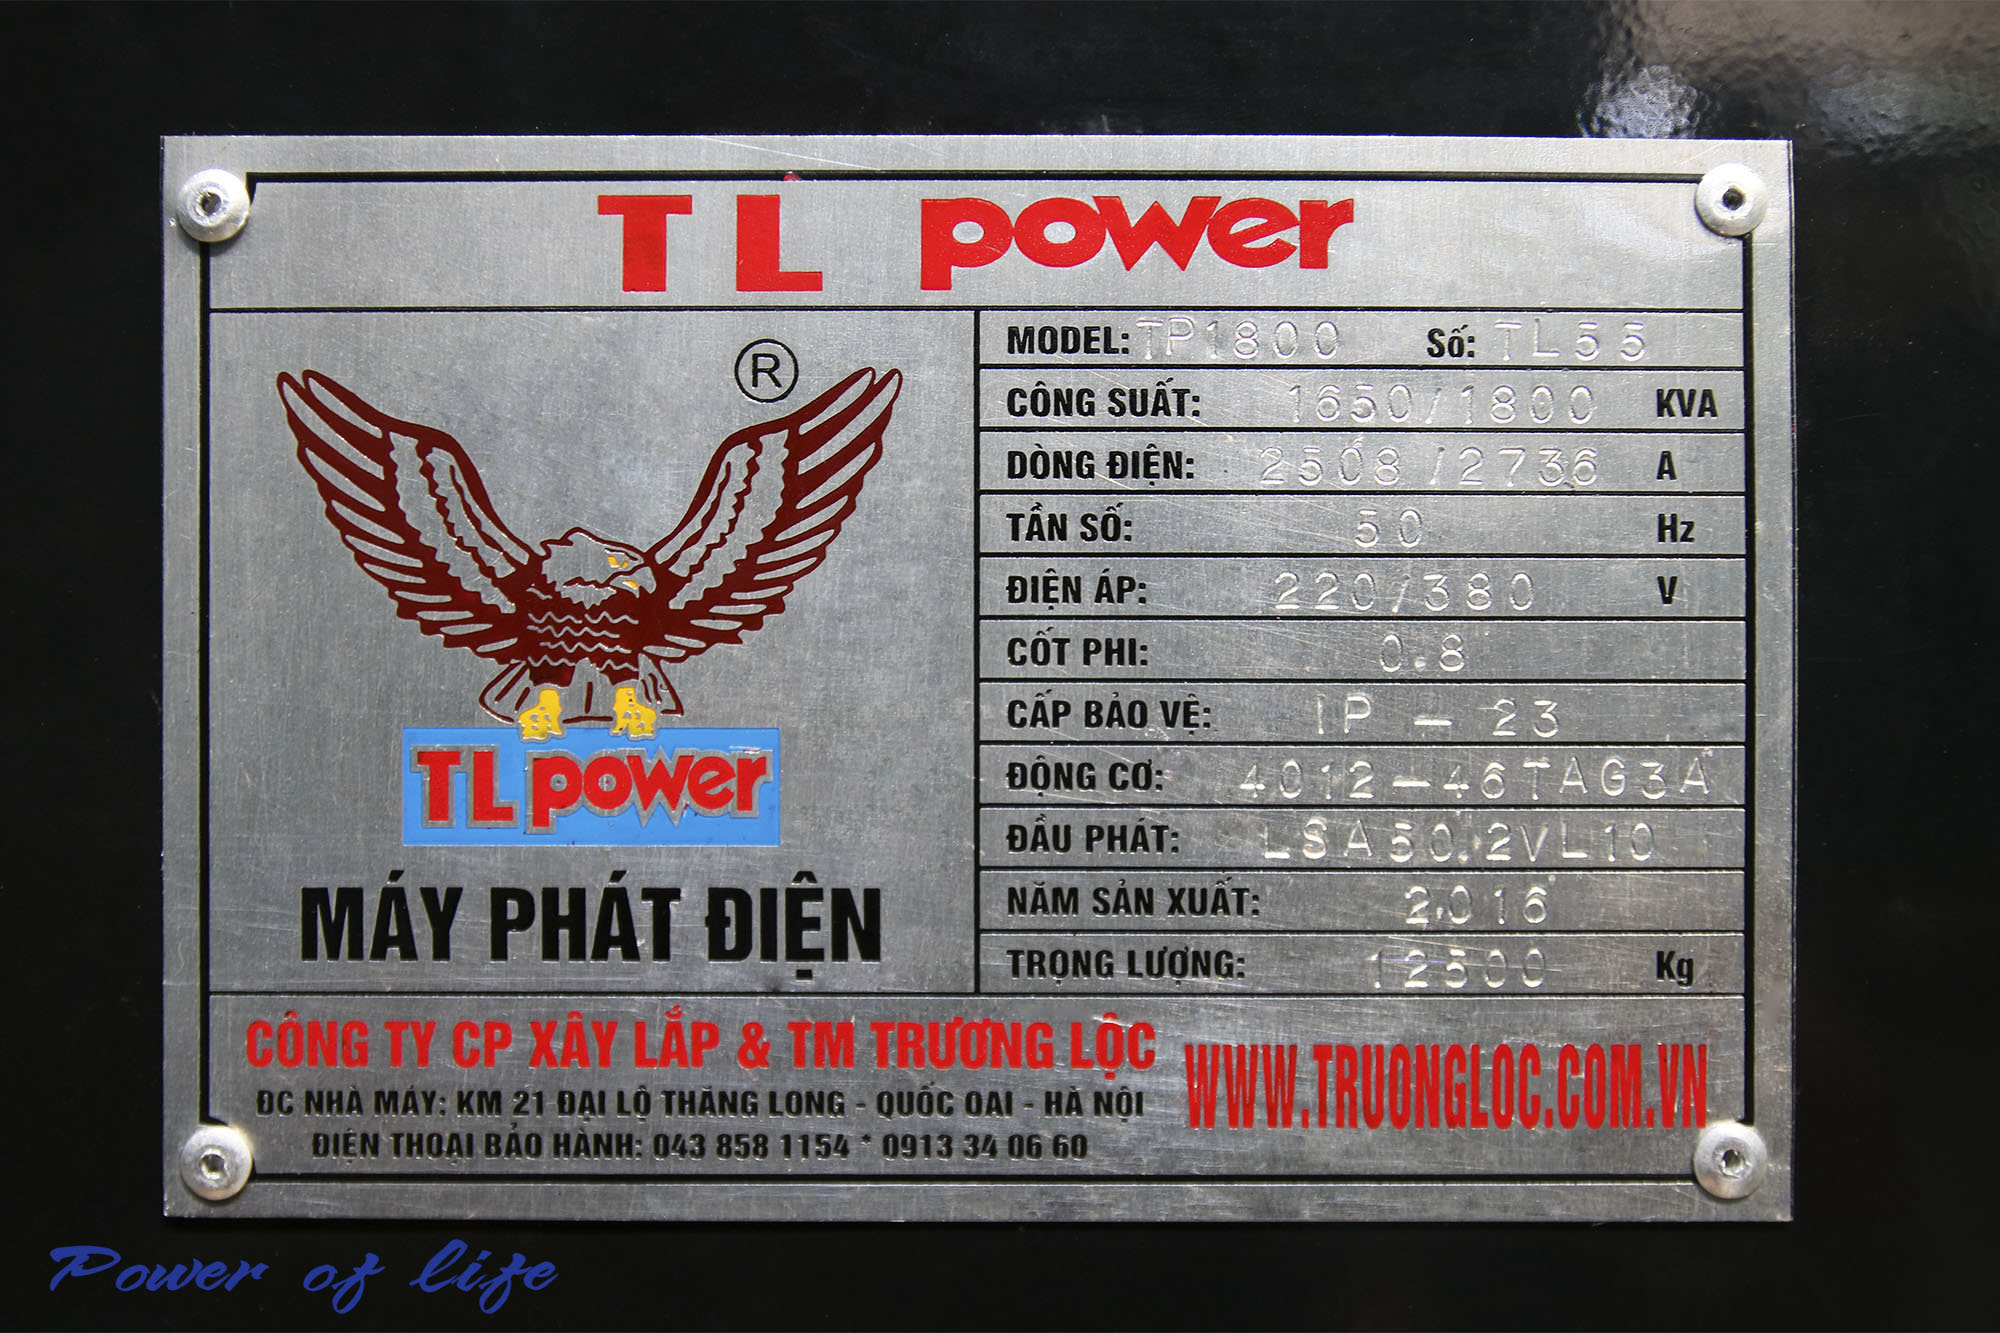 TL power
®
TL power
MÁY PHÁT ĐIỆN
MODEL: TP1800 Số: TL55
CÔNG SUẤT: 1650/1800 KVA
DÒNG ĐIỆN: 2508/2736 A
TẦN SỐ: 50 Hz
ĐIỆN ÁP: 220/380 V
CỐT PHI: 0.8
CẤP BẢO VỆ: IP - 23
ĐỘNG CƠ: 4012-46TAG3A
ĐẦU PHÁT: LSA50.2VL10
NĂM SẢN XUẤT: 2016
TRỌNG LƯỢNG: 12500 Kg
CÔNG TY CP XÂY LẮP & TM TRƯƠNG LỘC
ĐC NHÀ MÁY: KM 21 ĐẠI LỘ THĂNG LONG - QUỐC OAI - HÀ NỘI
ĐIỆN THOẠI BẢO HÀNH: 043 858 1154 * 0913 34 06 60
WWW.TRUONGLOC.COM.VN
Power of life